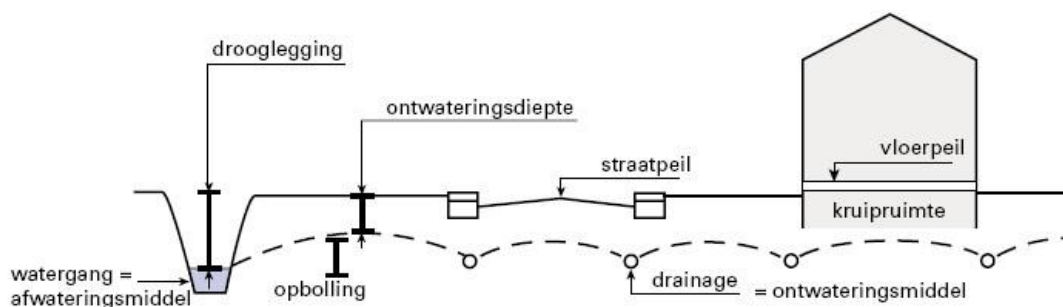 drooglegging
ontwateringsdiepte
straatpeil
vloerpeil
kruipruimte
watergang =
afwateringsmiddel
opbolling
drainage = ontwateringsmiddel